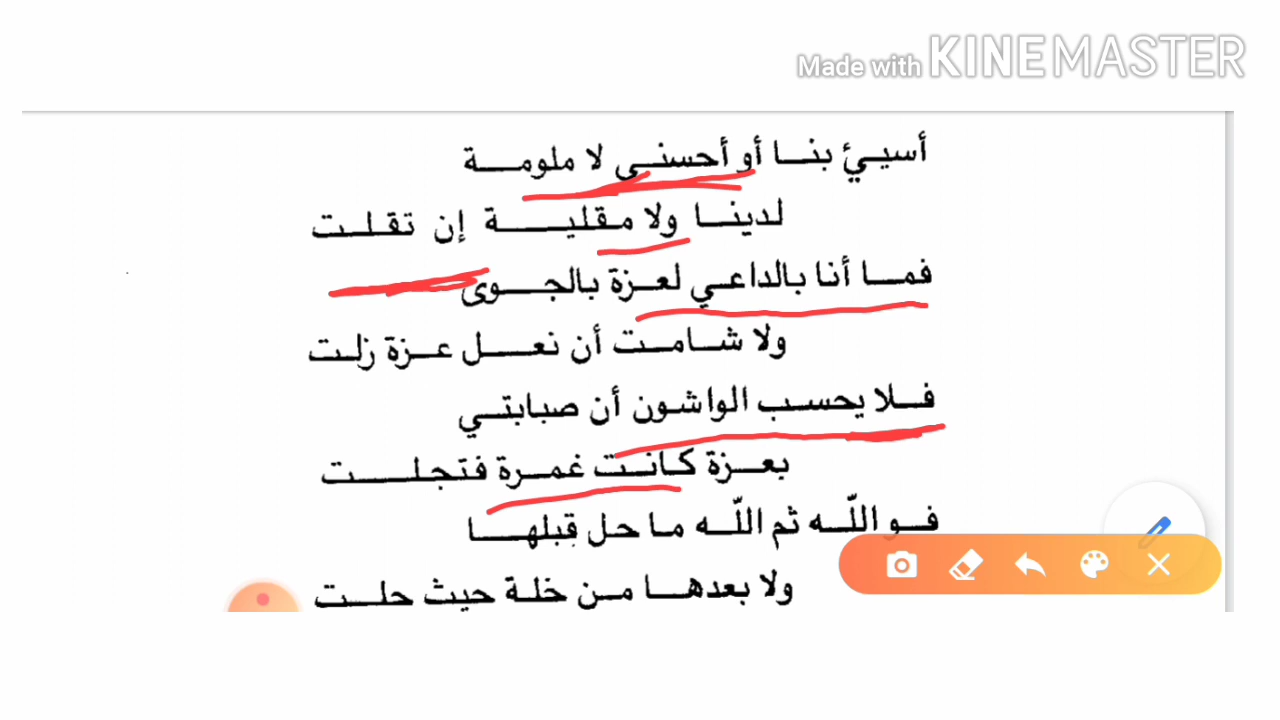 Made with KINEMASTER
أسيئ بنا أو أحسني لا ملومة
لدينا ولا مقلية إن تقلت
فما أنا بالداعي لعزة بالجوى
ولا شامت أن نعل عزة زلت
فلا يحسب الواشون أن صبابتي
بعزة كانت غمرة فتجلت
فو اللّه ثم اللّه ما حل قبلها
ولا بعدها من خلة حيث حلت